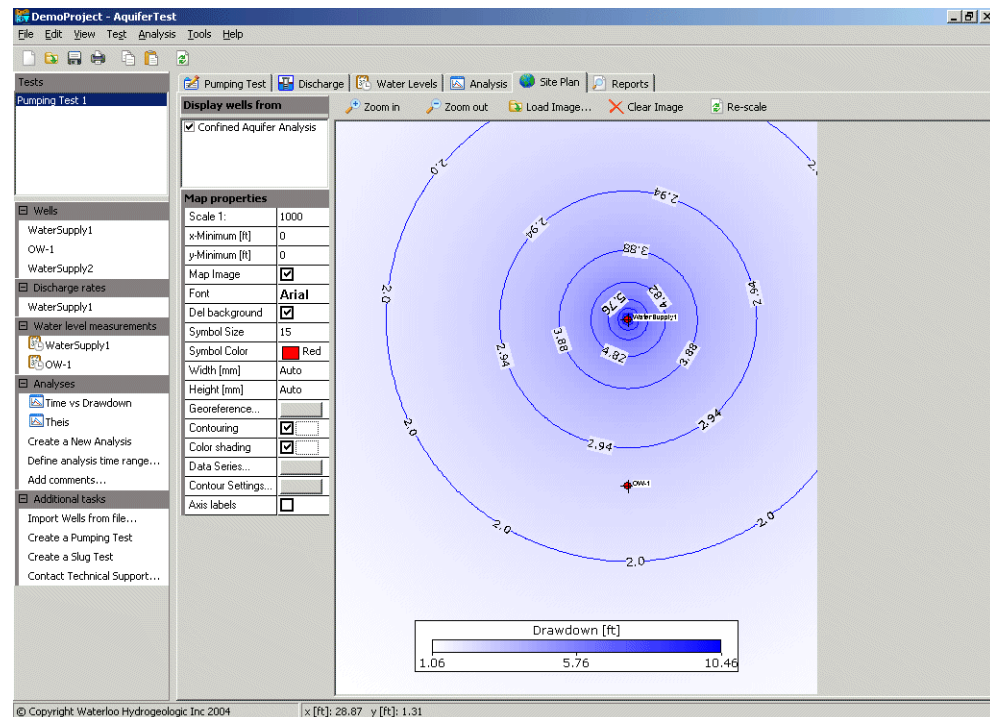 DemoProject - AquiferTest
File Edit View Test Analysis Tools Help
Tests
Pumping Test 1
Wells
WaterSupply1
OW-1
WaterSupply2
Discharge rates
WaterSupply1
Water level measurements
WaterSupply1
OW-1
Analyses
Time vs Drawdown
Theis
Create a New Analysis
Define analysis time range...
Add comments...
Additional tasks
Import Wells from file...
Create a Pumping Test
Create a Slug Test
Contact Technical Support...
Pumping Test Discharge Water Levels Analysis Site Plan Reports
Display wells from
Confined Aquifer Analysis
Map properties
Scale 1: 1000
x-Minimum [ft] 0
y-Minimum [ft] 0
Map Image
Font Arial
Del background
Symbol Size 15
Symbol Color Red
Width [mm] Auto
Height [mm] Auto
Georeference...
Contouring
Color shading
Data Series...
Contour Settings...
Axis labels
Zoom in Zoom out Load Image... Clear Image Re-scale
2.0
2.0
2.94
2.94
3.88
2.0
2.94
5.76
4.82
WaterSupply1
3.88
4.82
3.88
2.94
2.0
2.94
2.94
OW-1
2.0
2.0
2.0
Drawdown [ft]
1.06 5.76 10.46
© Copyright Waterloo Hydrogeologic Inc 2004
x [ft]: 28.87 y [ft]: 1.31